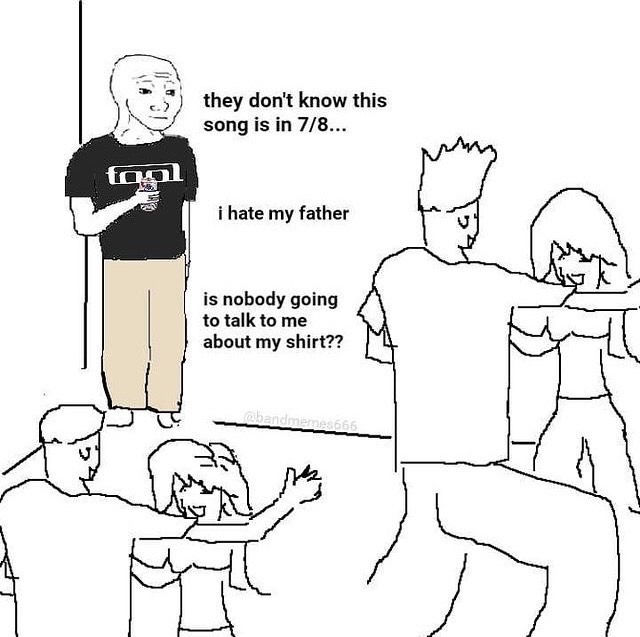 they don't know this
song is in 7/8...
TOOL
i hate my father
is nobody going
to talk to me
about my shirt??
@bandmemes666